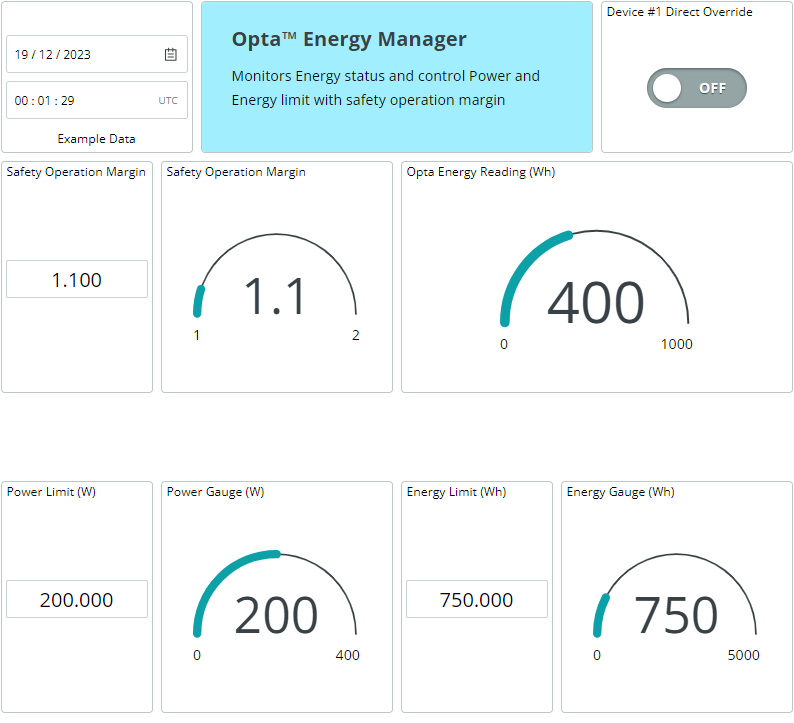 19 / 12 / 2023
00 : 01 : 29 UTC
Example Data
Opta™ Energy Manager
Monitors Energy status and control Power and
Energy limit with safety operation margin
Device #1 Direct Override
OFF
Safety Operation Margin
1.100
Safety Operation Margin
1.1
1 2
Opta Energy Reading (Wh)
400
0 1000
Power Limit (W)
200.000
Power Gauge (W)
200
0 400
Energy Limit (Wh)
750.000
Energy Gauge (Wh)
750
0 5000